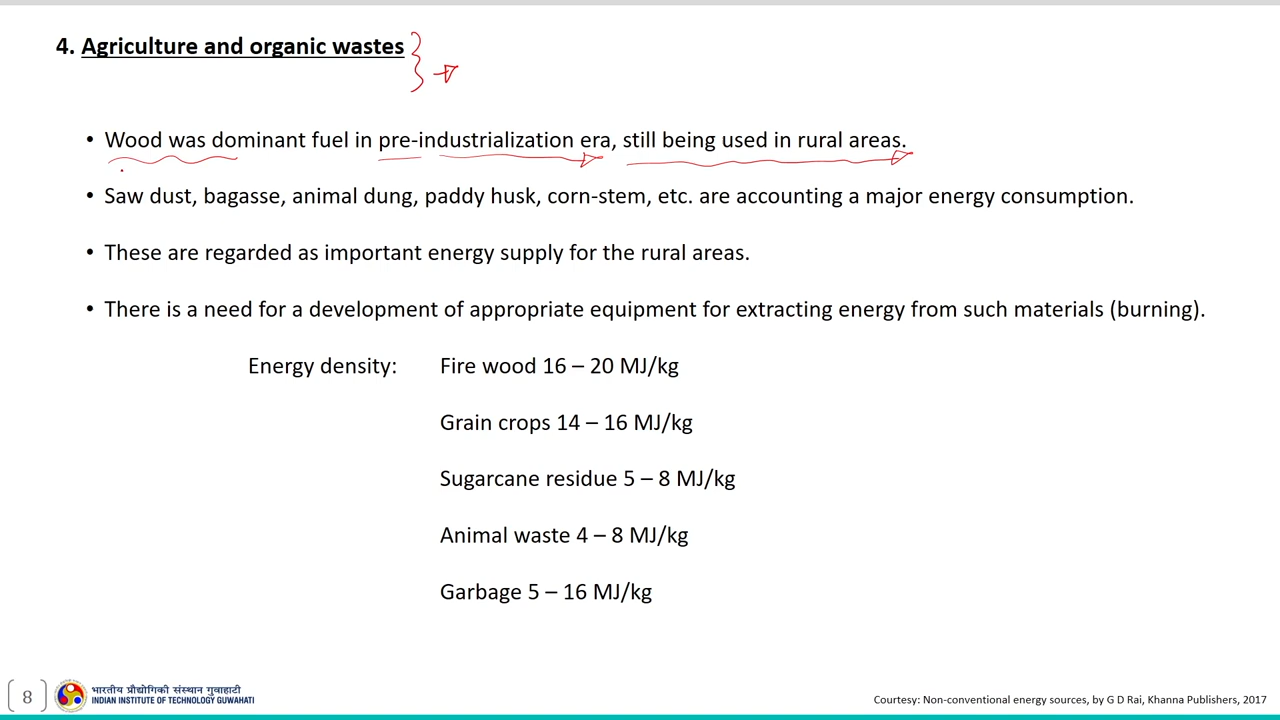 4. Agriculture and organic wastes
• Wood was dominant fuel in pre-industrialization era, still being used in rural areas.
• Saw dust, bagasse, animal dung, paddy husk, corn-stem, etc. are accounting a major energy consumption.
• These are regarded as important energy supply for the rural areas.
• There is a need for a development of appropriate equipment for extracting energy from such materials (burning).
Energy density: Fire wood 16 – 20 MJ/kg
Grain crops 14 – 16 MJ/kg
Sugarcane residue 5 – 8 MJ/kg
Animal waste 4 – 8 MJ/kg
Garbage 5 – 16 MJ/kg
8
भारतीय प्रौद्योगिकी संस्थान गुवाहाटी
INDIAN INSTITUTE OF TECHNOLOGY GUWAHATI
Courtesy: Non-conventional energy sources, by G D Rai, Khanna Publishers, 2017